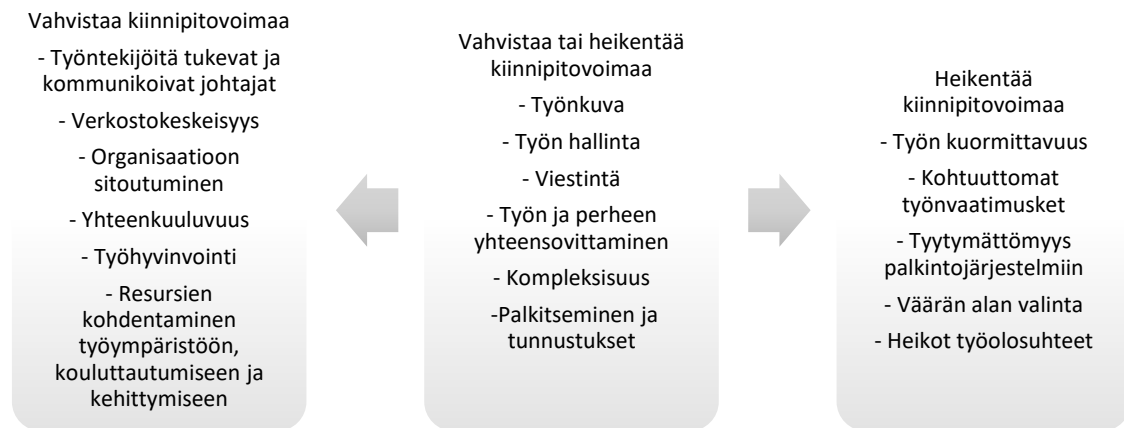 Vahvistaa kiinnipitovoimaa
- Työntekijöitä tukevat ja
kommunikoivat johtajat
- Verkostokeskeisyys
- Organisaatioon
sitoutuminen
- Yhteenkuuluvuus
- Työhyvinvointi
- Resursien
kohdentaminen
työympäristöön,
kouluttautumiseen ja
kehittymiseen
Vahvistaa tai heikentää
kiinnipitovoimaa
- Työnkuva
- Työn hallinta
- Viestintä
- Työn ja perheen
yhteensovittaminen
- Kompleksisuus
-Palkitseminen ja
tunnustukset
Heikentää
kiinnipitovoimaa
- Työn kuormittavuus
- Kohtuuttomat
työnvaatimusket
- Tyytymättömyys
palkintojärjestelmiin
- Väärän alan valinta
- Heikot työolosuhteet